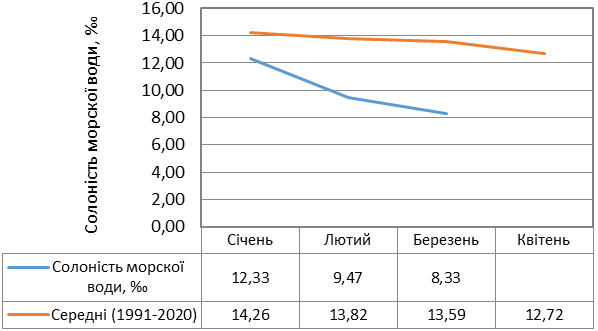 16,00
14,00
12,00
10,00
8,00
6,00
4,00
2,00
0,00
Солоність морскої води, ‰
Січень Лютий Березень Квітень
Солоність морскої
води, ‰ 12,33 9,47 8,33
Середні (1991-2020) 14,26 13,82 13,59 12,72